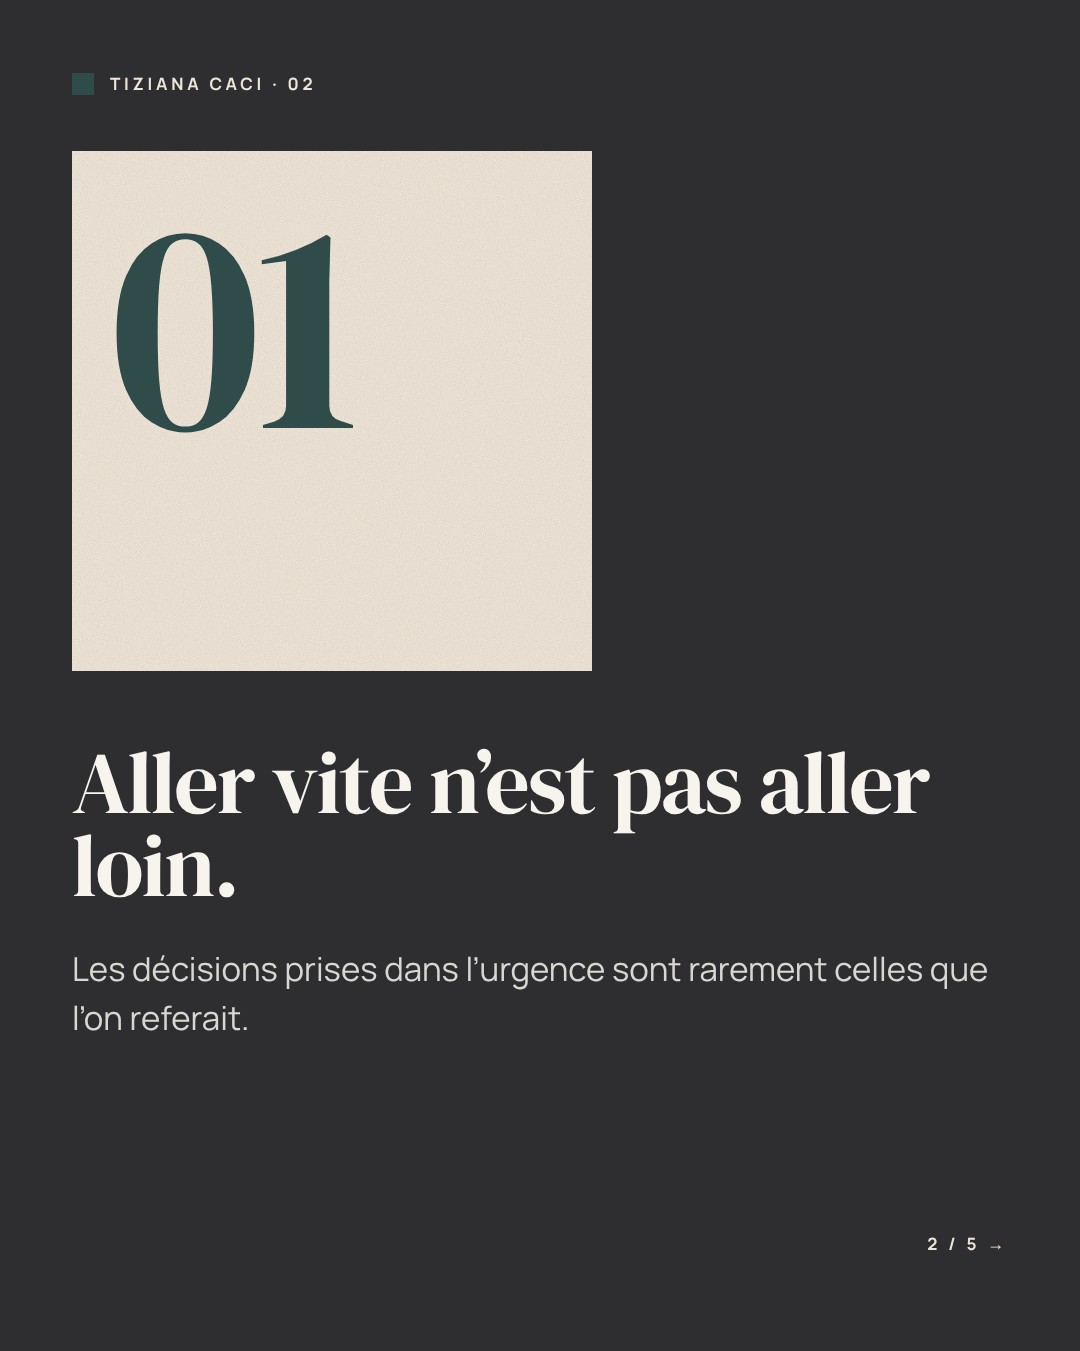 TIZIANA CACI · 02
01
Aller vite n’est pas aller
loin.
Les décisions prises dans l’urgence sont rarement celles que
l’on referait.
2 / 5 →